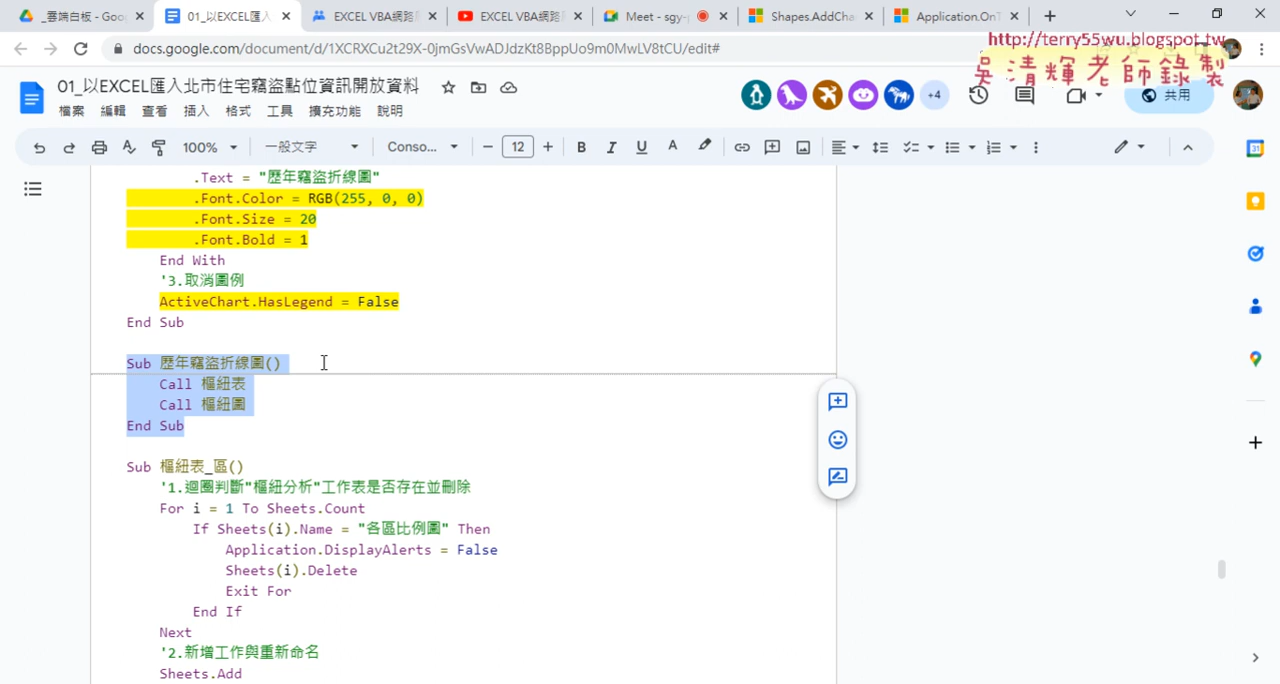 _雲端白板 - Goo
01_以EXCEL匯入
EXCEL VBA網路
EXCEL VBA網路
Meet - sgy-
Shapes.AddCha
Application.OnT
docs.google.com/document/d/1XCRXCu2t29X-0jmGsVwADJdzKt8BppUo9m0MwLV8tCU/edit#
http://terry55wu.blogspot.tw
吳清輝老師錄製
01_以EXCEL匯入北市住宅竊盜點位資訊開放資料
檔案 編輯 查看 插入 格式 工具 擴充功能 說明
+4
共用
100% 一般文字 Conso... − 12 + B I U A
31
.Text = "歷年竊盜折線圖"
.Font.Color = RGB(255, 0, 0)
.Font.Size = 20
.Font.Bold = 1
End With
'3.取消圖例
ActiveChart.HasLegend = False
End Sub
Sub 歷年竊盜折線圖()
Call 樞紐表
Call 樞紐圖
End Sub
Sub 樞紐表_區()
'1.迴圈判斷"樞紐分析"工作表是否存在並刪除
For i = 1 To Sheets.Count
If Sheets(i).Name = "各區比例圖" Then
Application.DisplayAlerts = False
Sheets(i).Delete
Exit For
End If
Next
'2.新增工作與重新命名
Sheets.Add